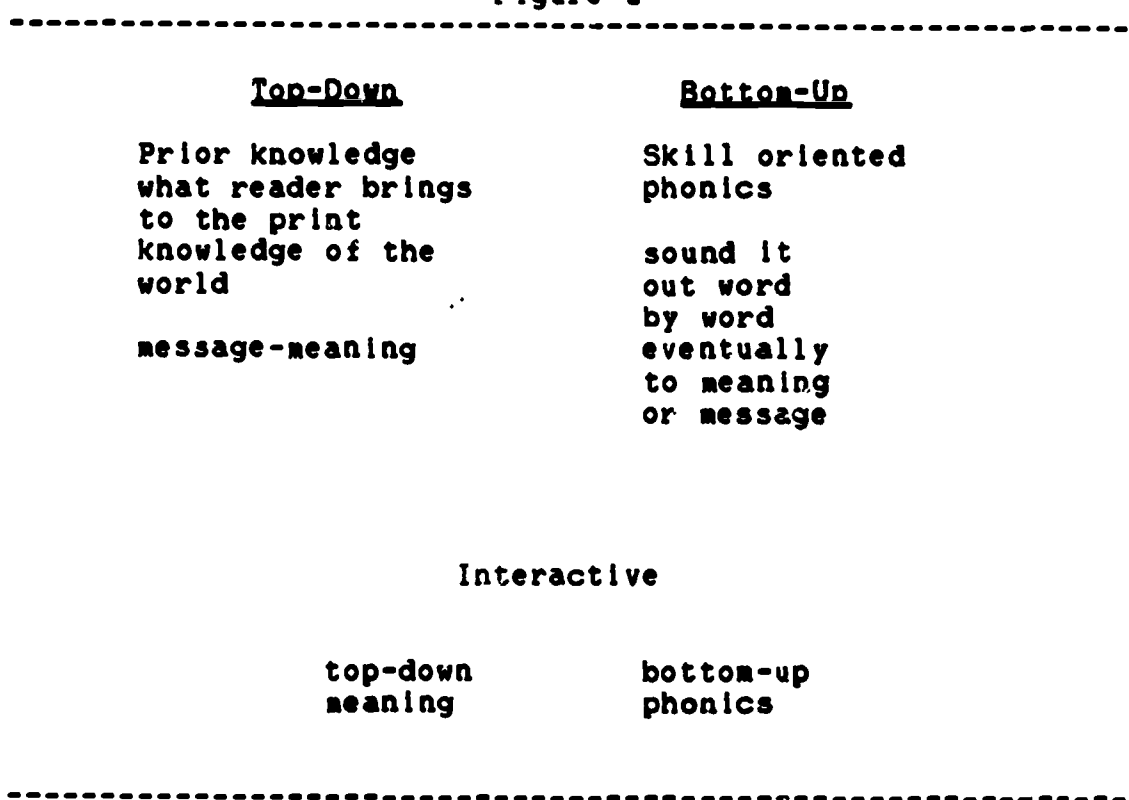 Top-Down
Prior knowledge
what reader brings
to the print
knowledge of the
world
message-meaning
Bottom-Up
Skill oriented
phonics
sound it
out word
by word
eventually
to meaning
or message
Interactive
top-down
meaning
bottom-up
phonics